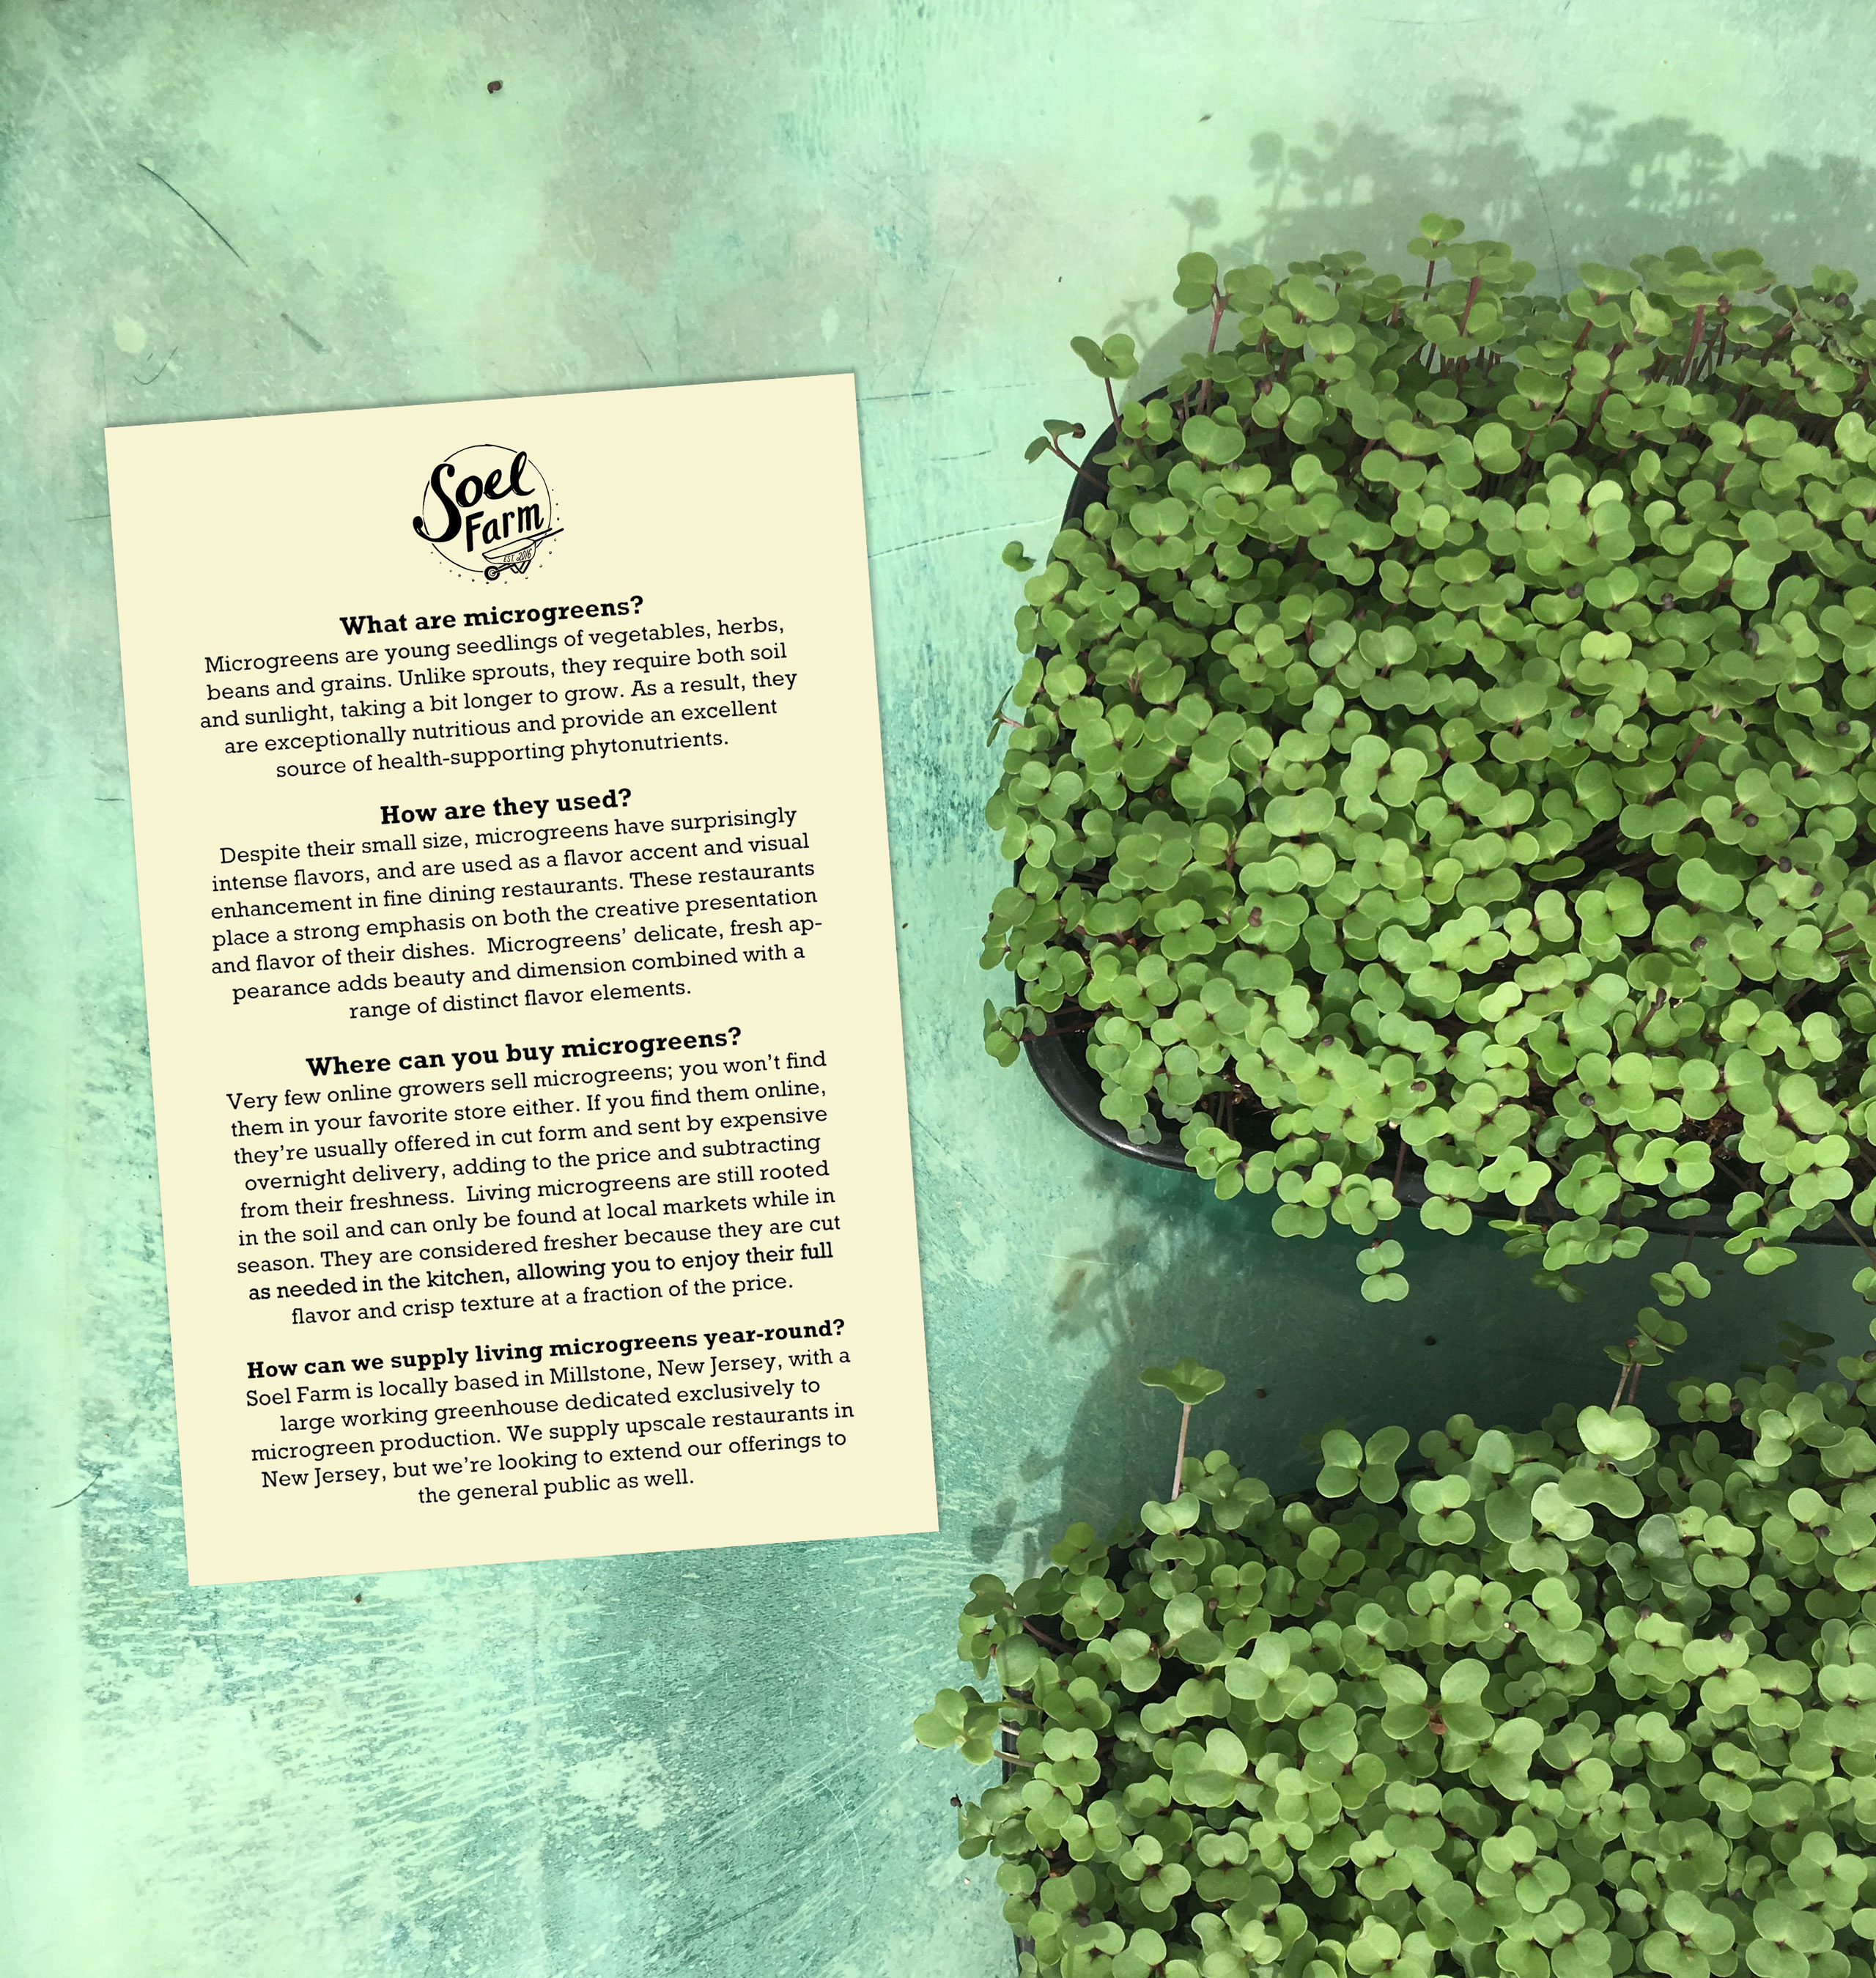 Soel
Farm
EST. 2016
What are microgreens?
Microgreens are young seedlings of vegetables, herbs,
beans and grains. Unlike sprouts, they require both soil
and sunlight, taking a bit longer to grow. As a result, they
are exceptionally nutritious and provide an excellent
source of health-supporting phytonutrients.
How are they used?
Despite their small size, microgreens have surprisingly
intense flavors, and are used as a flavor accent and visual
enhancement in fine dining restaurants. These restaurants
place a strong emphasis on both the creative presentation
and flavor of their dishes.  Microgreens’ delicate, fresh ap-
pearance adds beauty and dimension combined with a
range of distinct flavor elements.
Where can you buy microgreens?
Very few online growers sell microgreens; you won’t find
them in your favorite store either. If you find them online,
they’re usually offered in cut form and sent by expensive
overnight delivery, adding to the price and subtracting
from their freshness.  Living microgreens are still rooted
in the soil and can only be found at local markets while in
season. They are considered fresher because they are cut
as needed in the kitchen, allowing you to enjoy their full
flavor and crisp texture at a fraction of the price.
How can we supply living microgreens year-round?
Soel Farm is locally based in Millstone, New Jersey, with a
large working greenhouse dedicated exclusively to
microgreen production. We supply upscale restaurants in
New Jersey, but we’re looking to extend our offerings to
the general public as well.